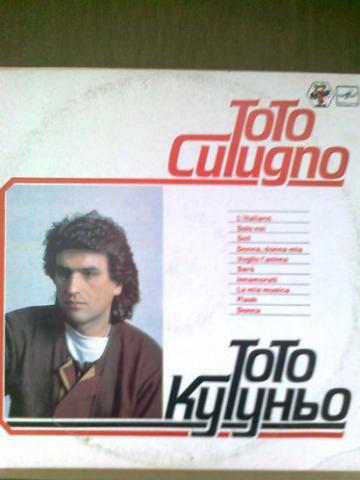 ToTo
Cutugno
L'italiano
Solo noi
Soli
Donna, donna mia
Voglio l'anima
Serà
Innamorati
La mia musica
Flash
Donna
ТоТо
Кутуньо